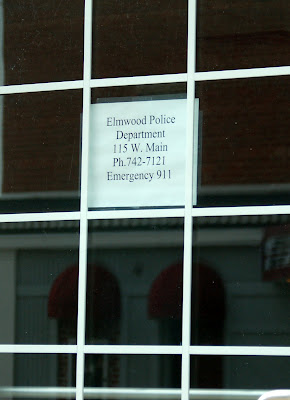 Elmwood Police
Department
115 W. Main
Ph.742-7121
Emergency 911